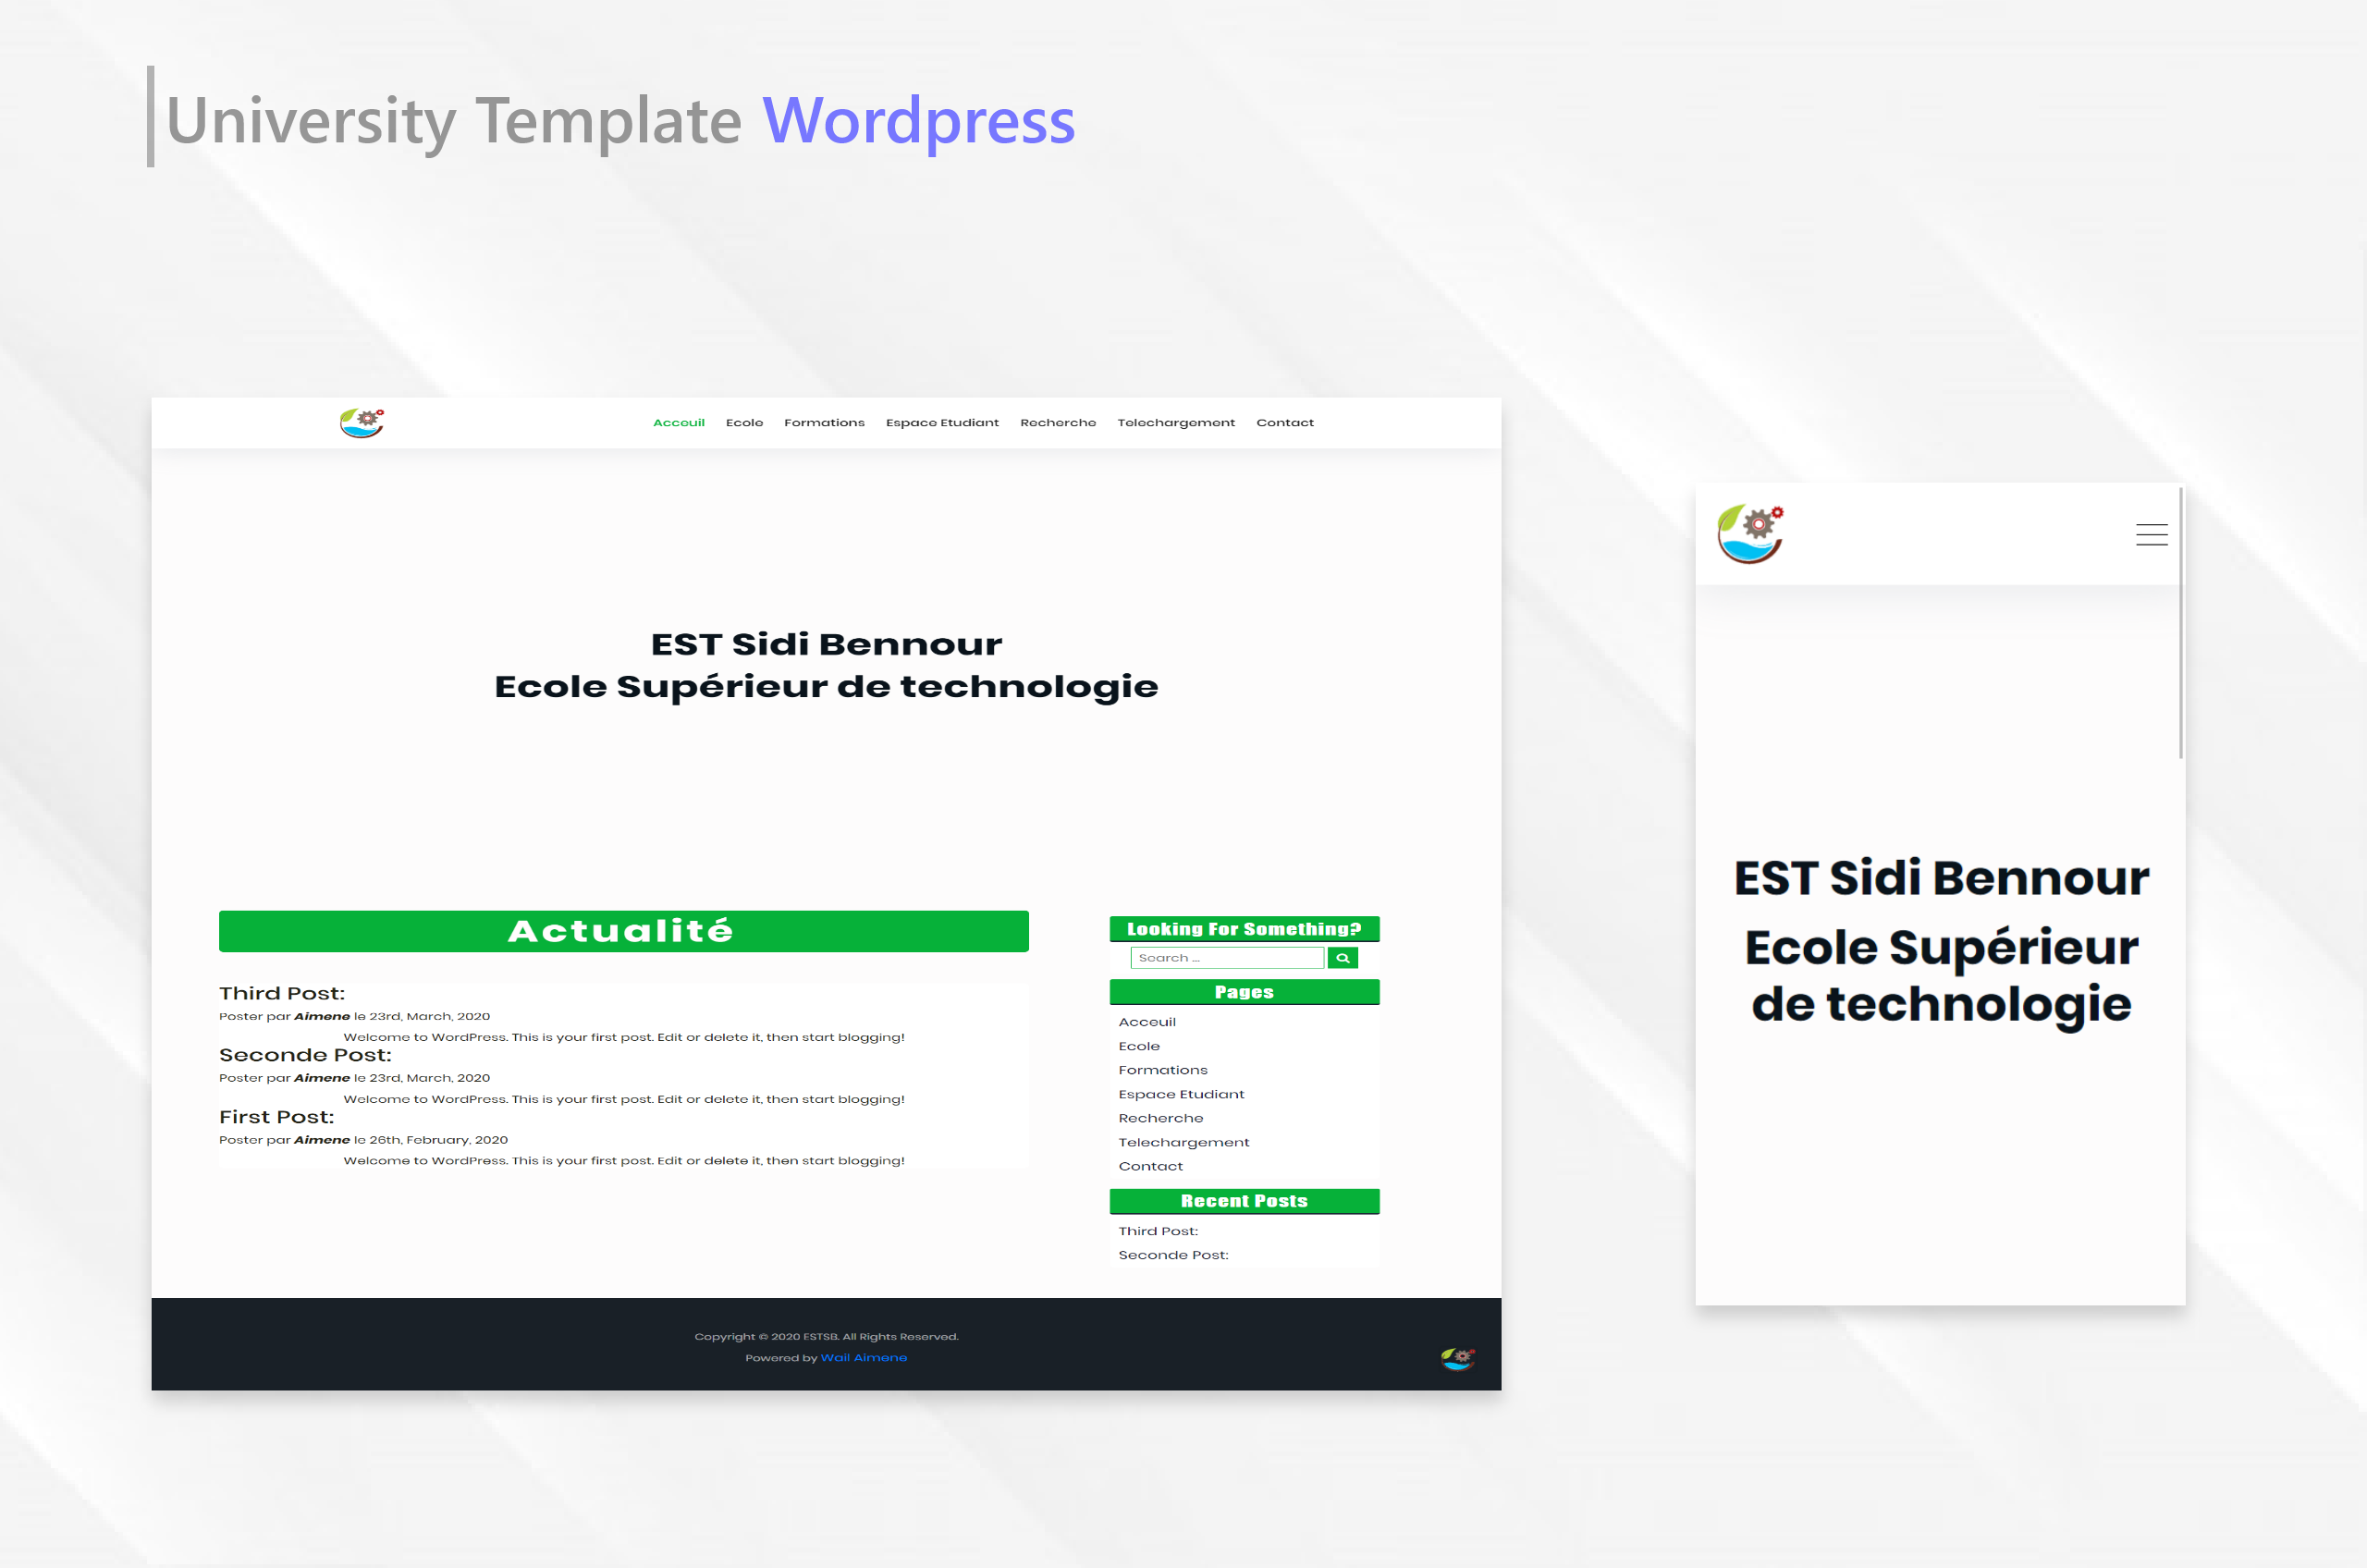 University Template Wordpress
Acceuil Ecole Formations Espace Etudiant Recherche Telechargement Contact
EST Sidi Bennour
Ecole Supérieur de technologie
Actualité
Third Post:
Poster par Aimene le 23rd, March, 2020
Welcome to WordPress. This is your first post. Edit or delete it, then start blogging!
Seconde Post:
Poster par Aimene le 23rd, March, 2020
Welcome to WordPress. This is your first post. Edit or delete it, then start blogging!
First Post:
Poster par Aimene le 26th, February, 2020
Welcome to WordPress. This is your first post. Edit or delete it, then start blogging!
Looking For Something?
Search ...
Pages
Acceuil
Ecole
Formations
Espace Etudiant
Recherche
Telechargement
Contact
Recent Posts
Third Post:
Seconde Post:
Copyright © 2020 ESTSB. All Rights Reserved.
Powered by Wail Aimene
EST Sidi Bennour
Ecole Supérieur
de technologie